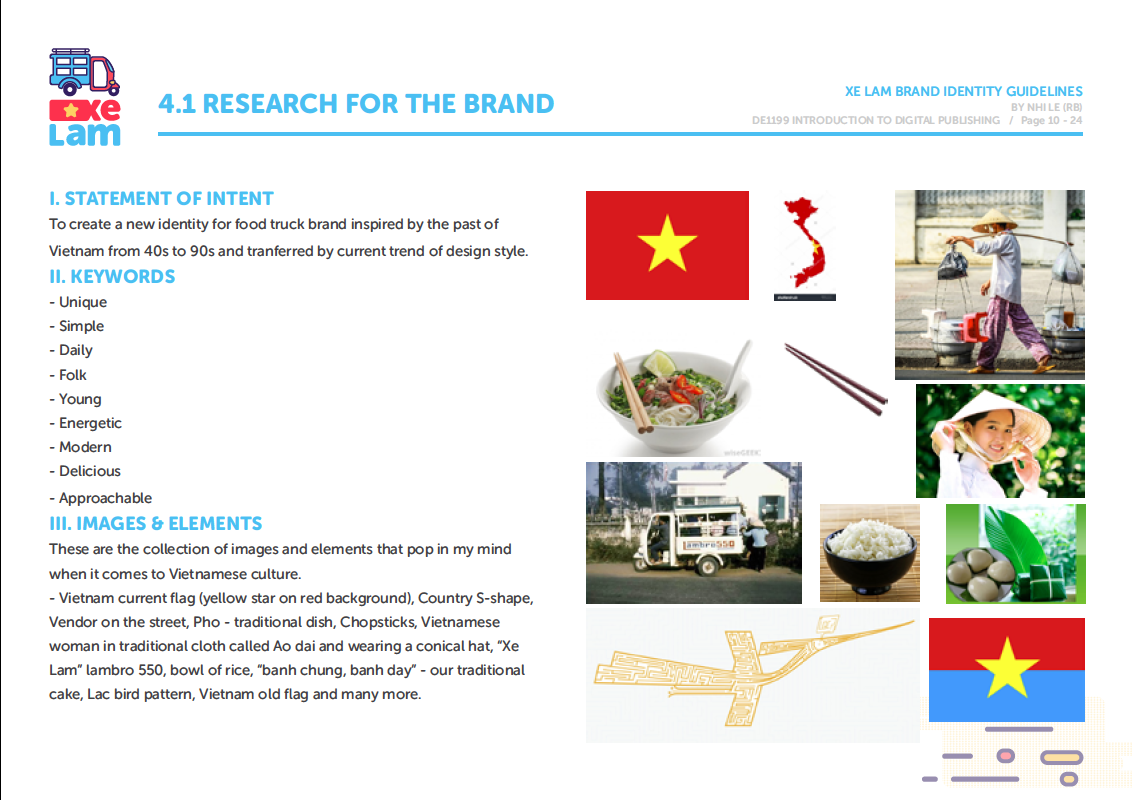 xe
Lam
4.1 RESEARCH FOR THE BRAND
XE LAM BRAND IDENTITY GUIDELINES
BY NHI LE (RB)
DE1199 INTRODUCTION TO DIGITAL PUBLISHING / Page 10 - 24
I. STATEMENT OF INTENT
To create a new identity for food truck brand inspired by the past of
Vietnam from 40s to 90s and tranferred by current trend of design style.
II. KEYWORDS
- Unique
- Simple
- Daily
- Folk
- Young
- Energetic
- Modern
- Delicious
- Approachable
III. IMAGES & ELEMENTS
These are the collection of images and elements that pop in my mind
when it comes to Vietnamese culture.
- Vietnam current flag (yellow star on red background), Country S-shape,
Vendor on the street, Pho - traditional dish, Chopsticks, Vietnamese
woman in traditional cloth called Ao dai and wearing a conical hat, “Xe
Lam” lambro 550, bowl of rice, “banh chung, banh day” - our traditional
cake, Lac bird pattern, Vietnam old flag and many more.
wiseGEEK
lambro550